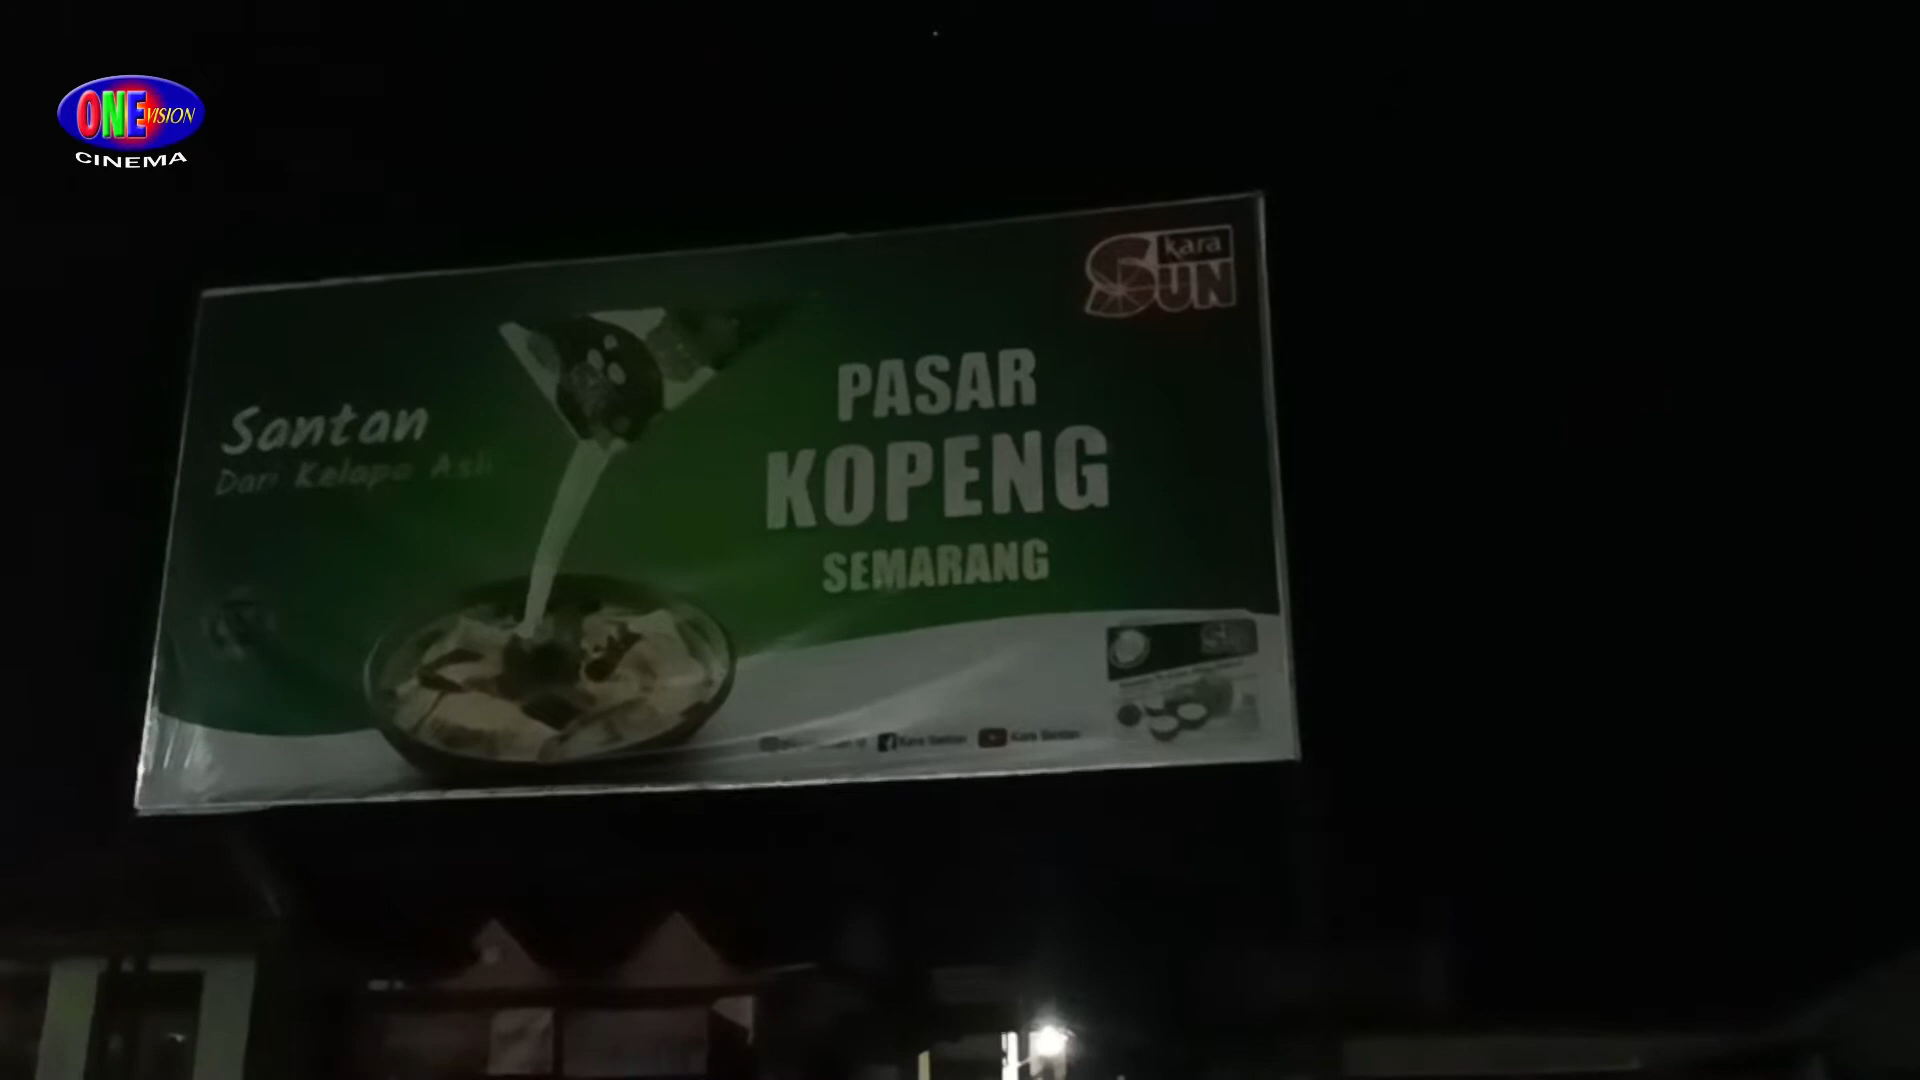 ONE VISION
CINEMA
kara
SUN
Santan
Dari Kelapa Asli
PASAR
KOPENG
SEMARANG
Kara Santan
Kara Santan